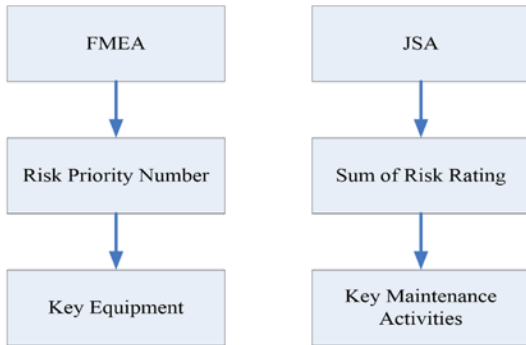 FMEA
JSA
Risk Priority Number
Sum of Risk Rating
Key Equipment
Key Maintenance
Activities